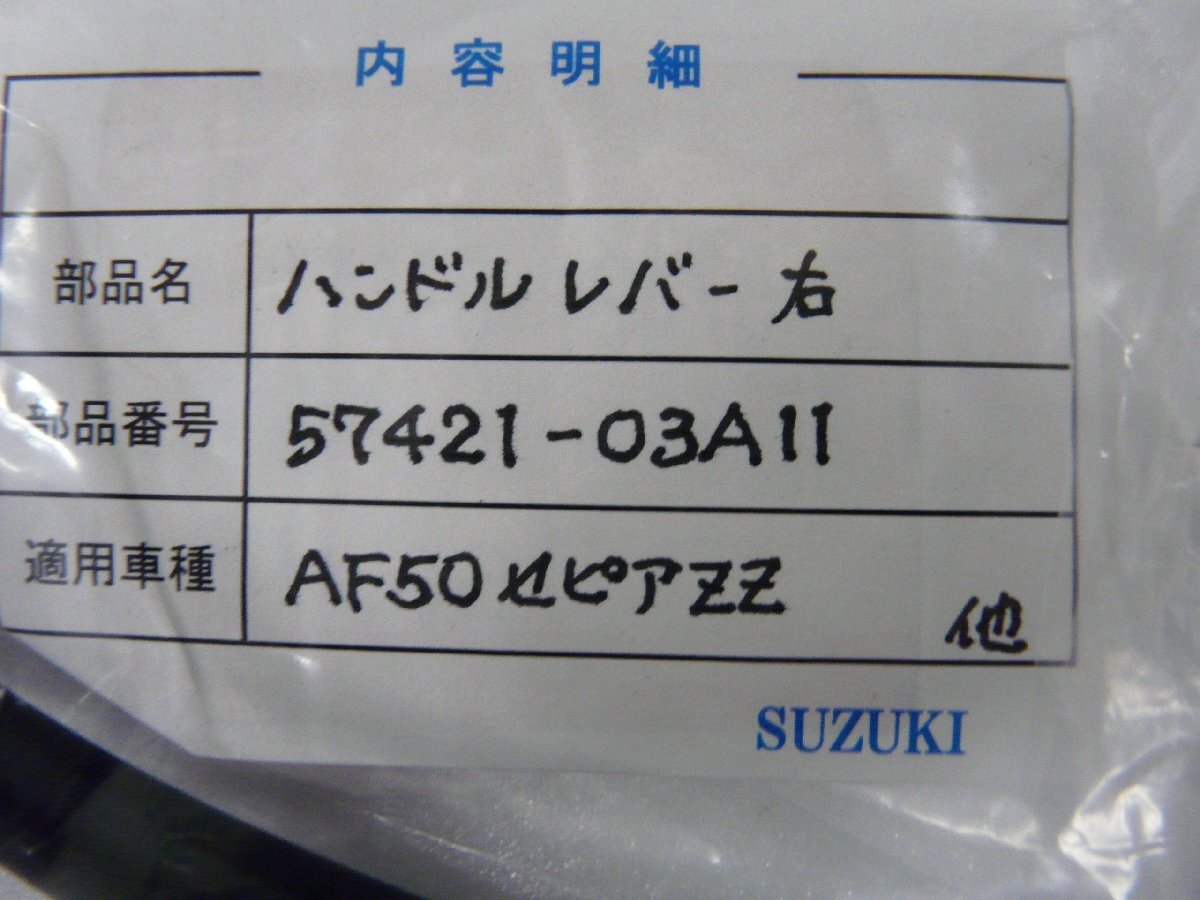 内容明細
部品名 ハンドルレバー右
部品番号 57421-03A11
適用車種 AF50セピアZZ 他
SUZUKI